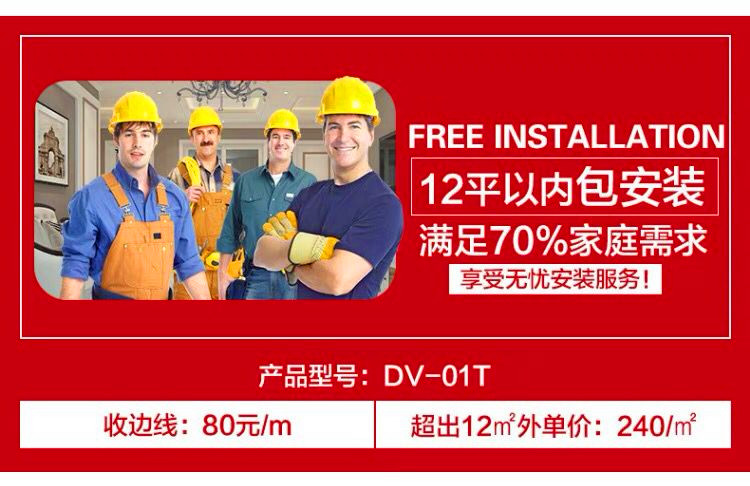 FREE INSTALLATION
12平以内包安装
满足70%家庭需求
享受无忧安装服务！
产品型号：DV-01T
收边线：80元/m
超出12㎡外单价：240/㎡